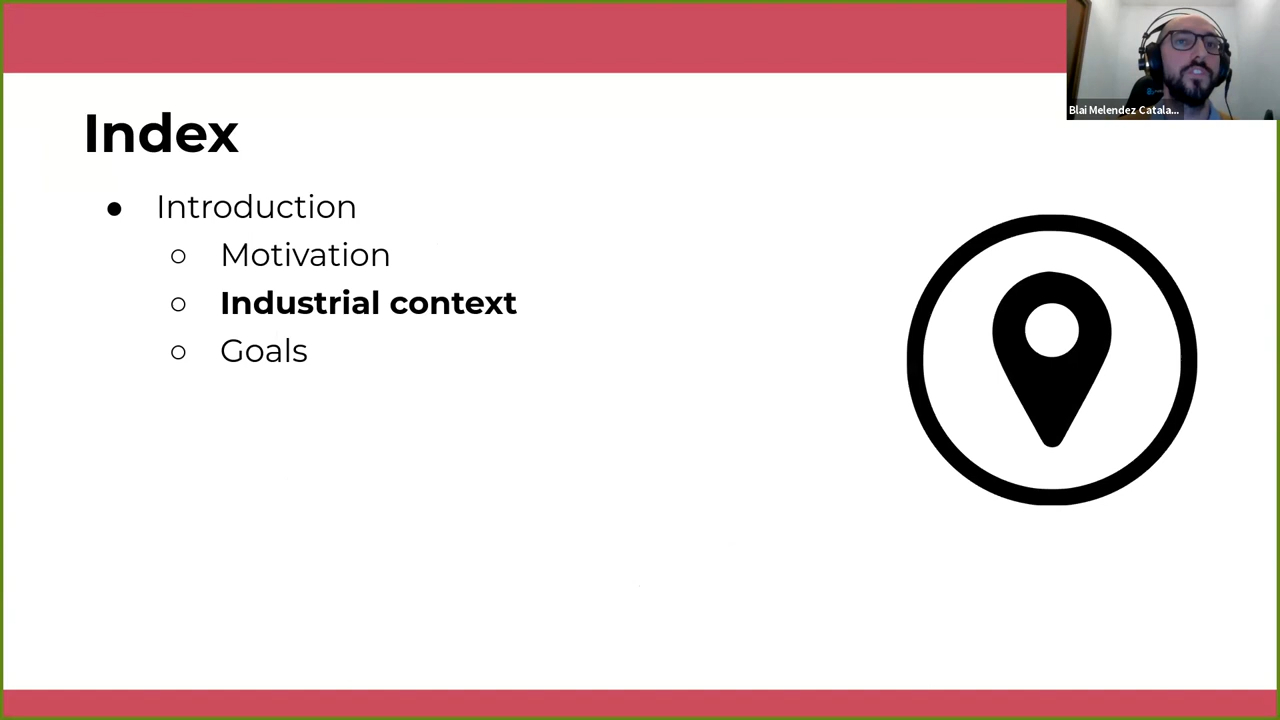 Blai Melendez Catala...
Index
● Introduction
○ Motivation
○ Industrial context
○ Goals